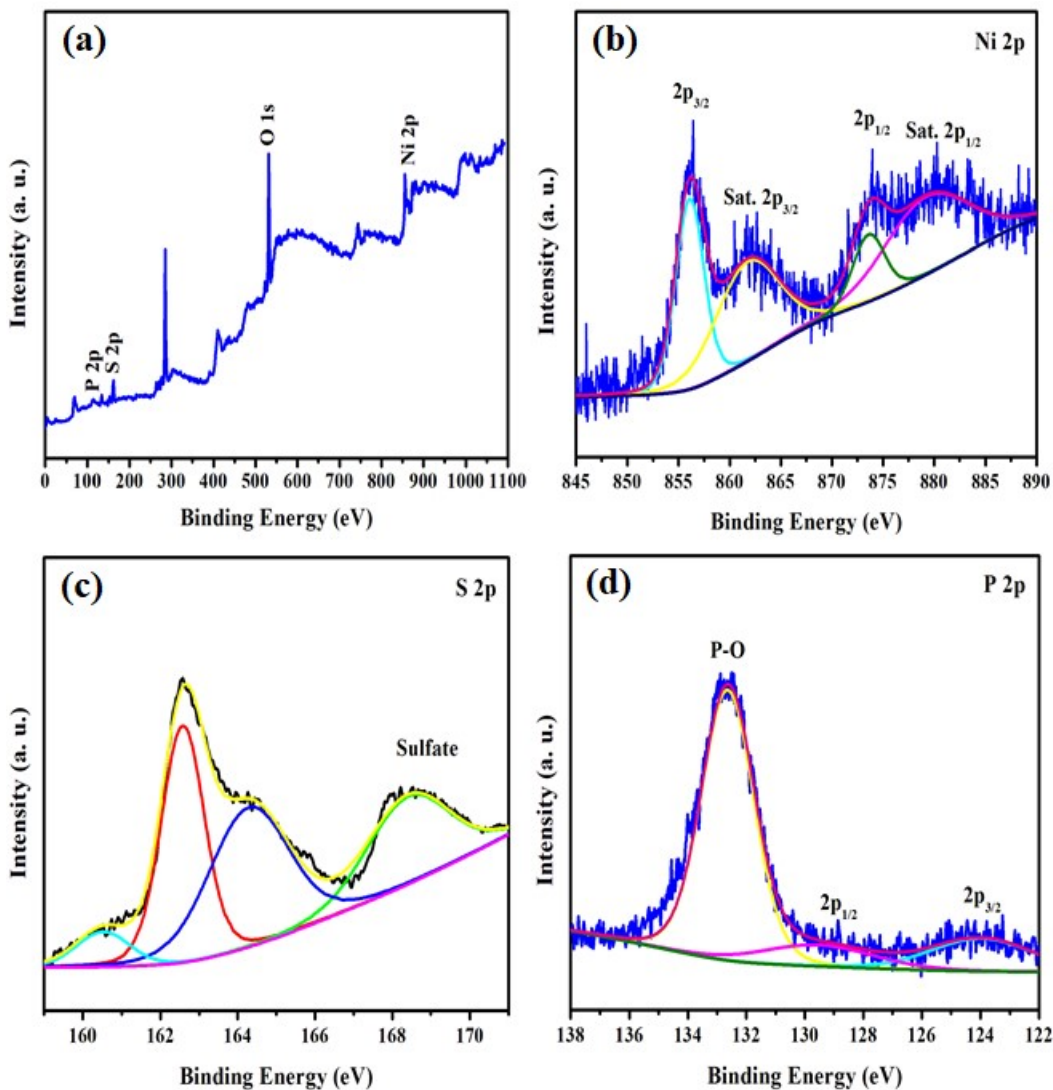 (a)
P 2p
S 2p
O 1s
Ni 2p
Intensity (a. u.)
0 100 200 300 400 500 600 700 800 900 1000 1100
Binding Energy (eV)
(b)
Ni 2p
2p3/2
Sat. 2p3/2
2p1/2
Sat. 2p1/2
Intensity (a. u.)
845 850 855 860 865 870 875 880 885 890
Binding Energy (eV)
(c)
S 2p
Sulfate
Intensity (a. u.)
160 162 164 166 168 170
Binding Energy (eV)
(d)
P 2p
P-O
2p1/2
2p3/2
Intensity (a. u.)
138 136 134 132 130 128 126 124 122
Binding Energy (eV)